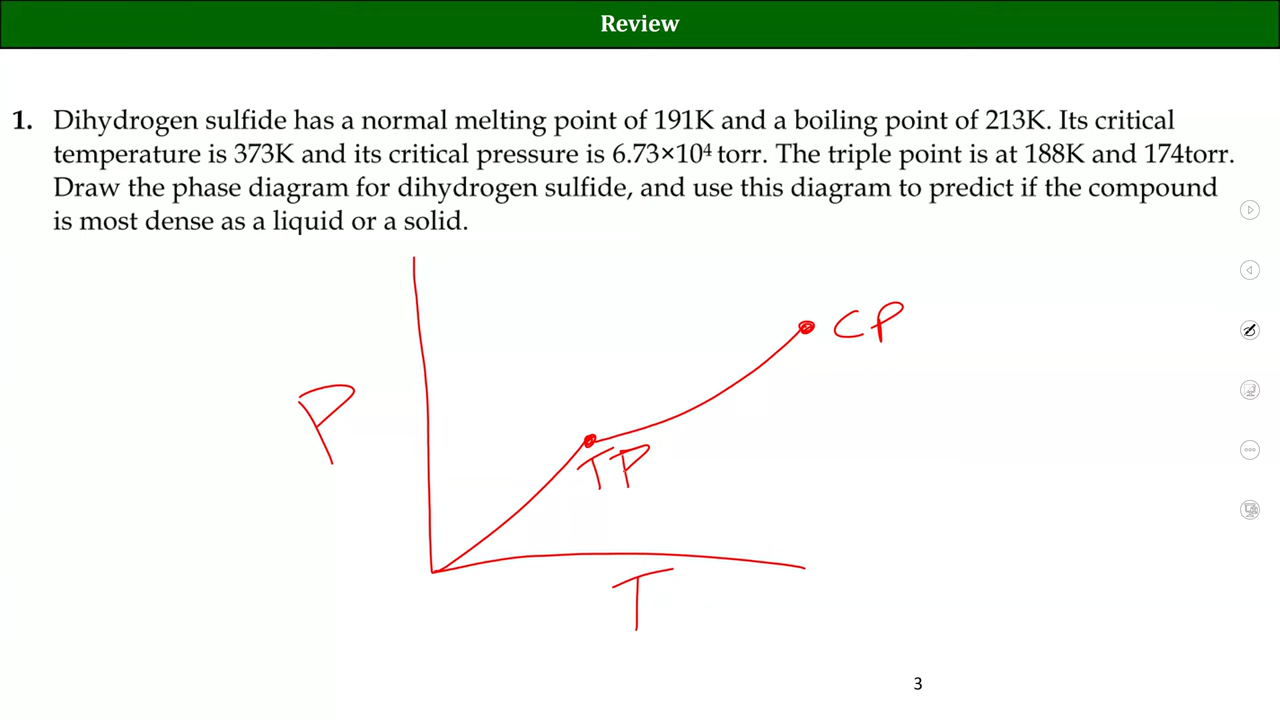 Review
1. Dihydrogen sulfide has a normal melting point of 191K and a boiling point of 213K. Its critical
temperature is 373K and its critical pressure is 6.73×10⁴ torr. The triple point is at 188K and 174torr.
Draw the phase diagram for dihydrogen sulfide, and use this diagram to predict if the compound
is most dense as a liquid or a solid.
CP
P
TP
T
3